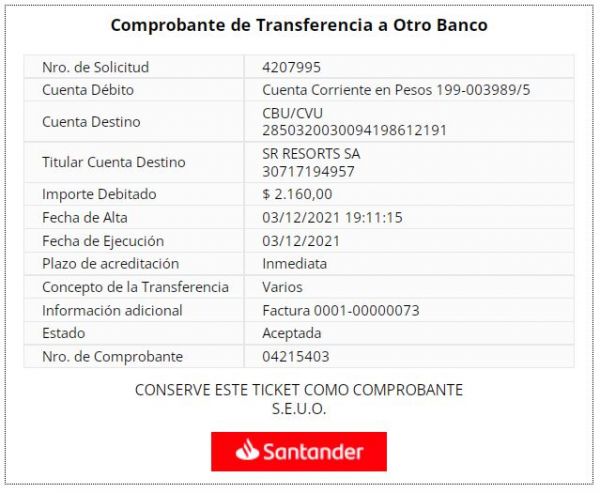 Comprobante de Transferencia a Otro Banco
Nro. de Solicitud 4207995
Cuenta Débito Cuenta Corriente en Pesos 199-003989/5
Cuenta Destino CBU/CVU
2850320030094198612191
Titular Cuenta Destino SR RESORTS SA
30717194957
Importe Debitado $ 2.160,00
Fecha de Alta 03/12/2021 19:11:15
Fecha de Ejecución 03/12/2021
Plazo de acreditación Inmediata
Concepto de la Transferencia Varios
Información adicional Factura 0001-00000073
Estado Aceptada
Nro. de Comprobante 04215403
CONSERVE ESTE TICKET COMO COMPROBANTE
S.E.U.O.
Santander